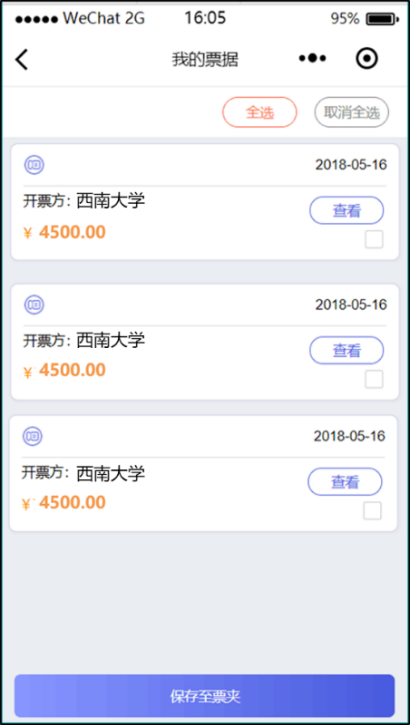 ●●●●● WeChat 2G 16:05 95%
我的票据
全选 取消全选
2018-05-16
开票方：西南大学
查看
¥ 4500.00
2018-05-16
开票方：西南大学
查看
¥ 4500.00
2018-05-16
开票方：西南大学
查看
¥ 4500.00
保存至票夹